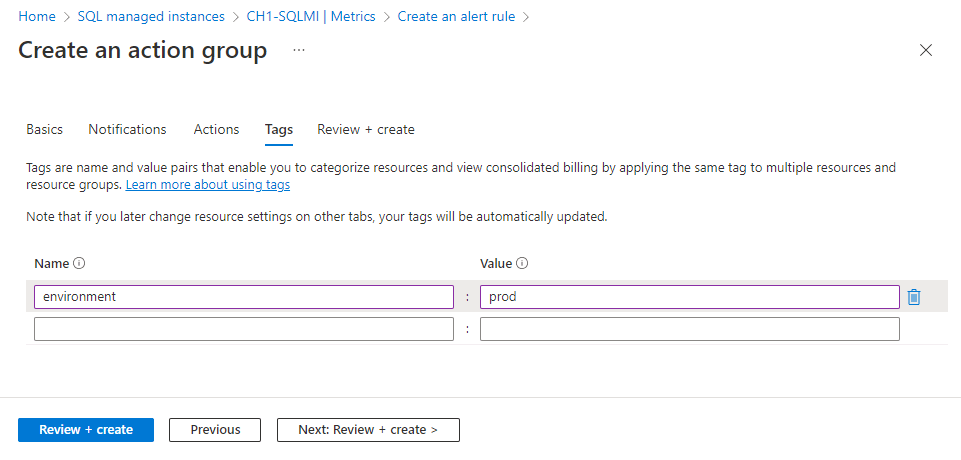 Home > SQL managed instances > CH1-SQLMI | Metrics > Create an alert rule >
Create an action group ...
Basics Notifications Actions Tags Review + create
Tags are name and value pairs that enable you to categorize resources and view consolidated billing by applying the same tag to multiple resources and
resource groups. Learn more about using tags
Note that if you later change resource settings on other tabs, your tags will be automatically updated.
Name Value
environment : prod
:
Review + create Previous Next: Review + create >